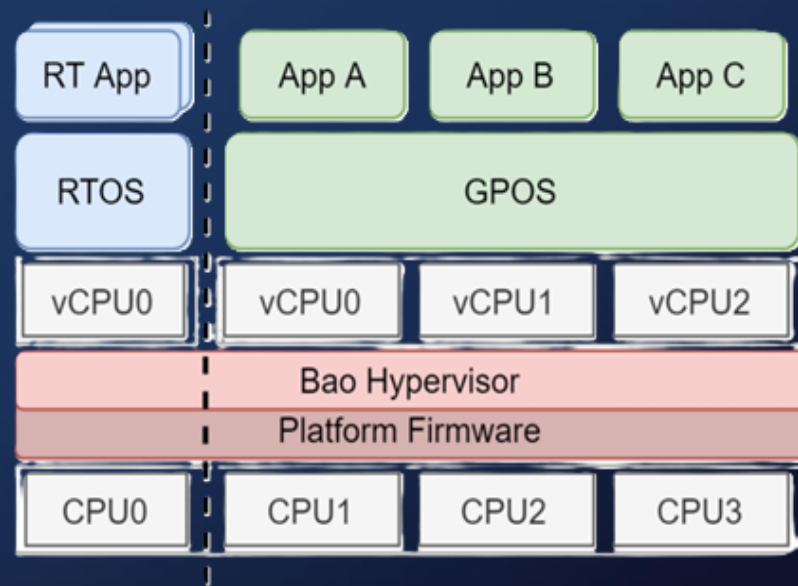 RT App App A App B App C
RTOS GPOS
vCPU0 vCPU0 vCPU1 vCPU2
Bao Hypervisor
Platform Firmware
CPU0 CPU1 CPU2 CPU3